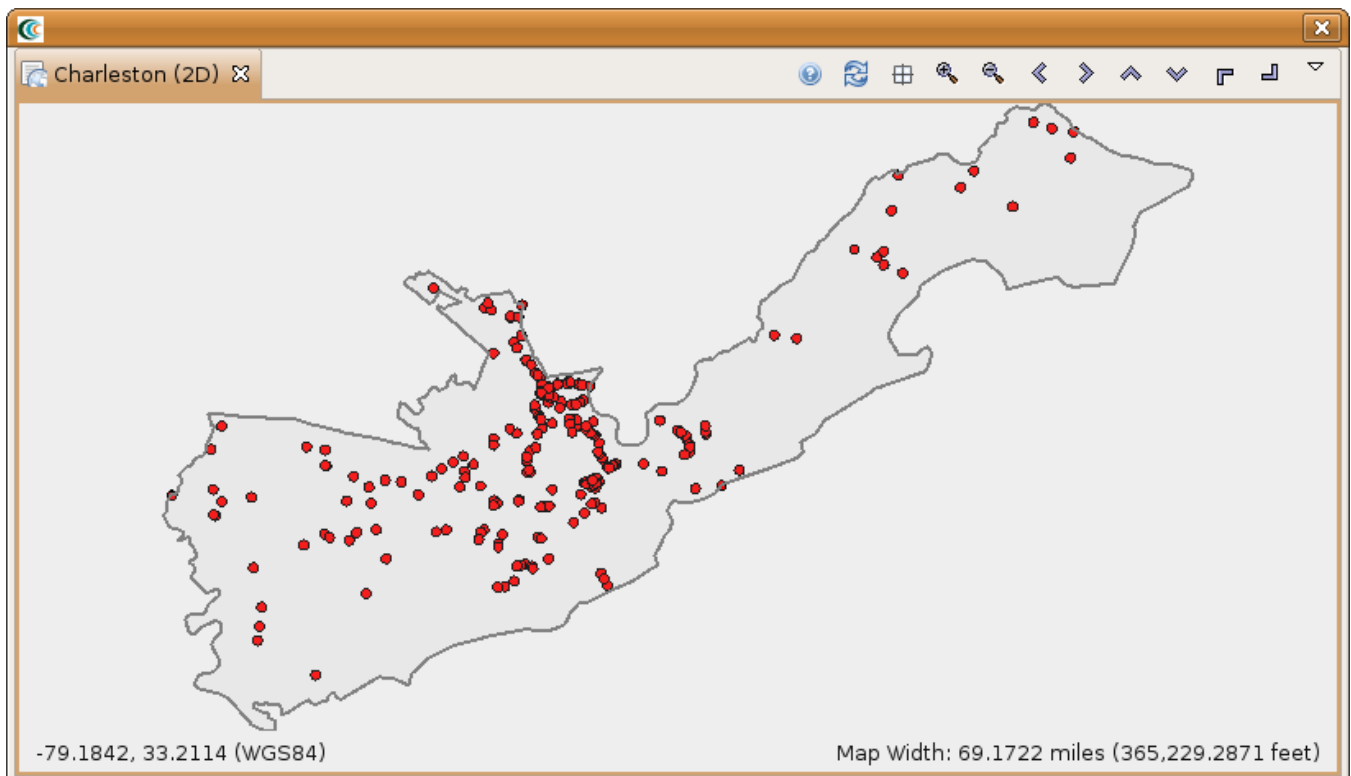 Charleston (2D)
-79.1842, 33.2114 (WGS84)
Map Width: 69.1722 miles (365,229.2871 feet)